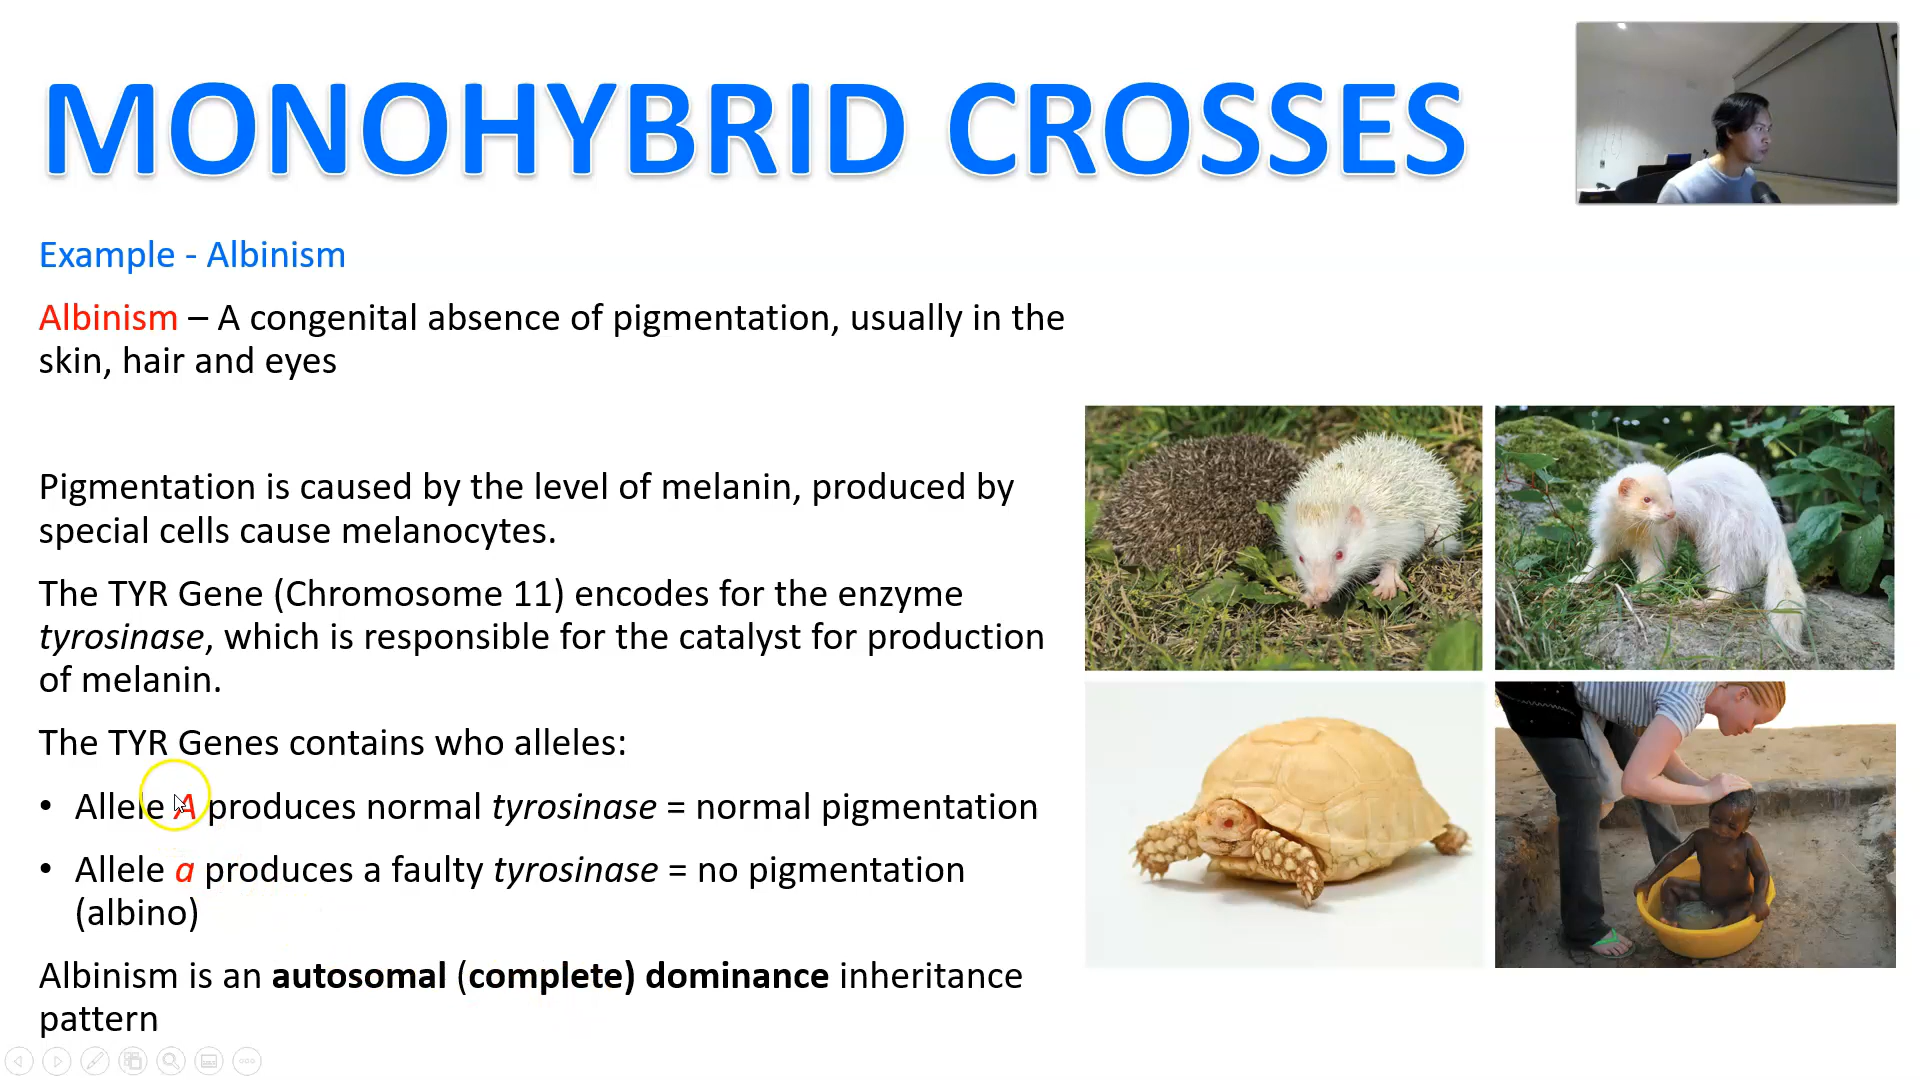 MONOHYBRID CROSSES
Example - Albinism
Albinism – A congenital absence of pigmentation, usually in the
skin, hair and eyes
Pigmentation is caused by the level of melanin, produced by
special cells cause melanocytes.
The TYR Gene (Chromosome 11) encodes for the enzyme
tyrosinase, which is responsible for the catalyst for production
of melanin.
The TYR Genes contains who alleles:
• Allele A produces normal tyrosinase = normal pigmentation
• Allele a produces a faulty tyrosinase = no pigmentation
(albino)
Albinism is an autosomal (complete) dominance inheritance
pattern